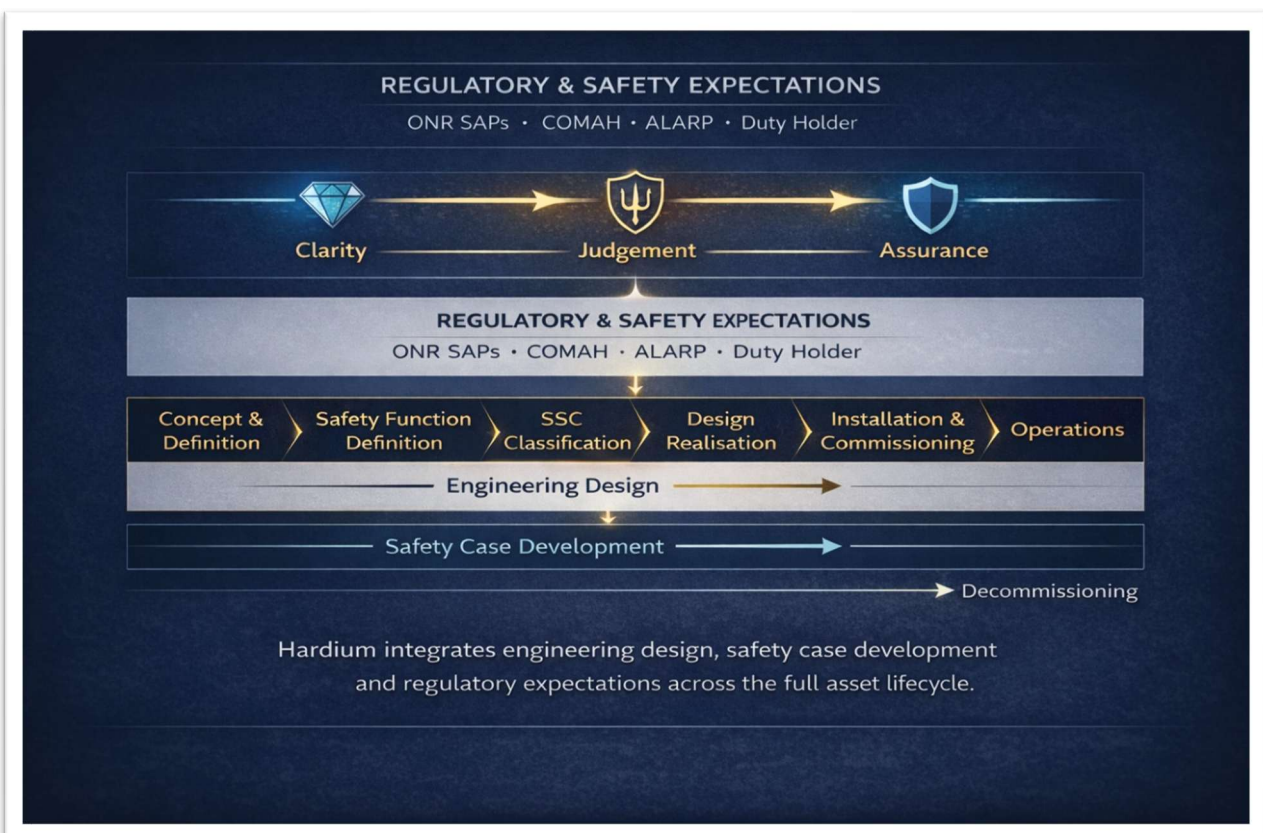 REGULATORY & SAFETY EXPECTATIONS
ONR SAPs • COMAH • ALARP • Duty Holder
Clarity
Judgement
Assurance
REGULATORY & SAFETY EXPECTATIONS
ONR SAPs • COMAH • ALARP • Duty Holder
Concept &
Definition
Safety Function
Definition
SSC
Classification
Design
Realisation
Installation &
Commissioning
Operations
Engineering Design
Safety Case Development
Decommissioning
Hardium integrates engineering design, safety case development
and regulatory expectations across the full asset lifecycle.